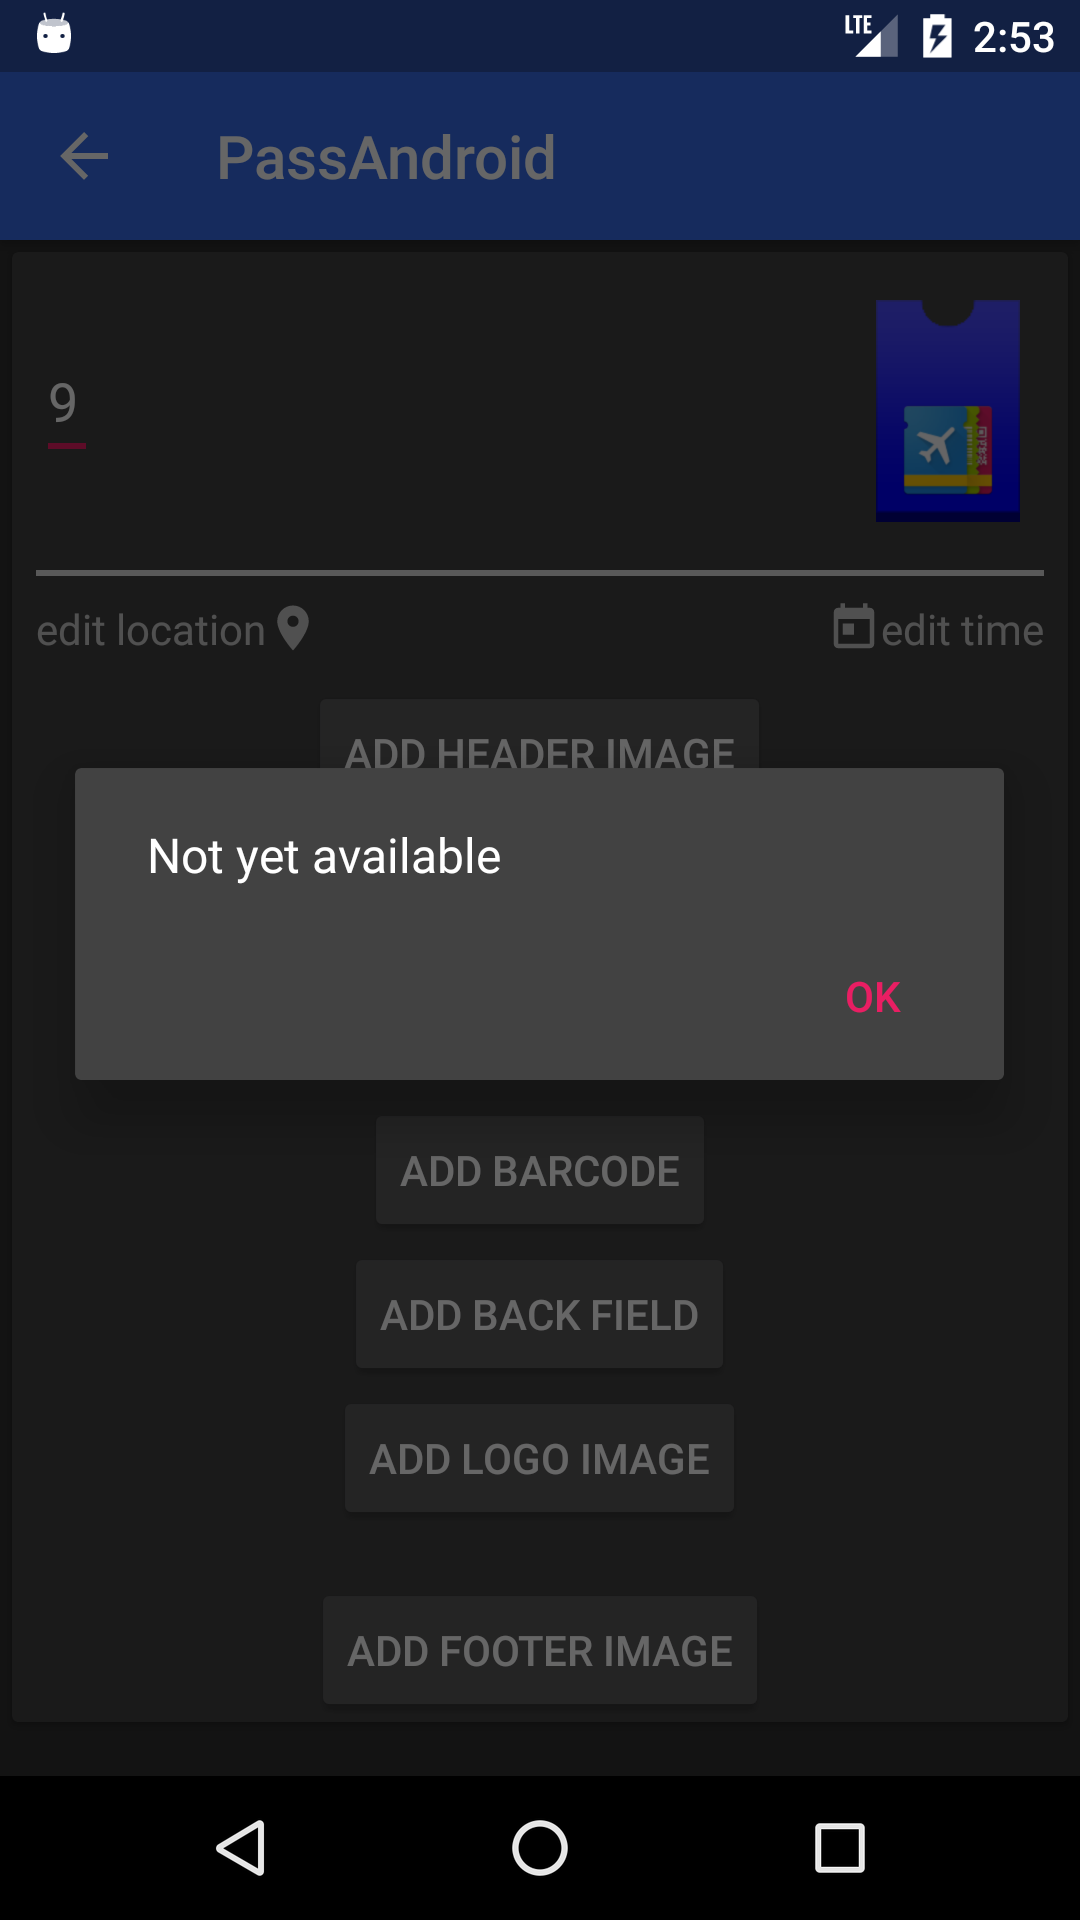 LTE 2:53
PassAndroid
9
edit location edit time
ADD HEADER IMAGE
Not yet available
OK
ADD BARCODE
ADD BACK FIELD
ADD LOGO IMAGE
ADD FOOTER IMAGE